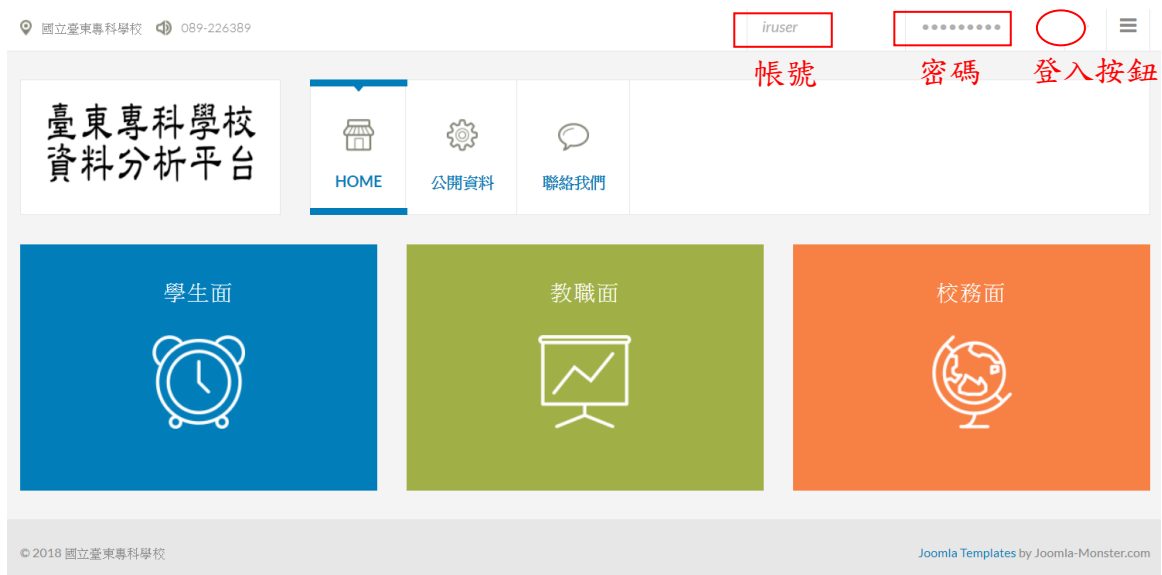 國立臺東專科學校 089-226389 iruser •••••••••
帳號 密碼 登入按鈕
臺東專科學校
資料分析平台
HOME 公開資料 聯絡我們
學生面 教職面 校務面
© 2018 國立臺東專科學校 Joomla Templates by Joomla-Monster.com